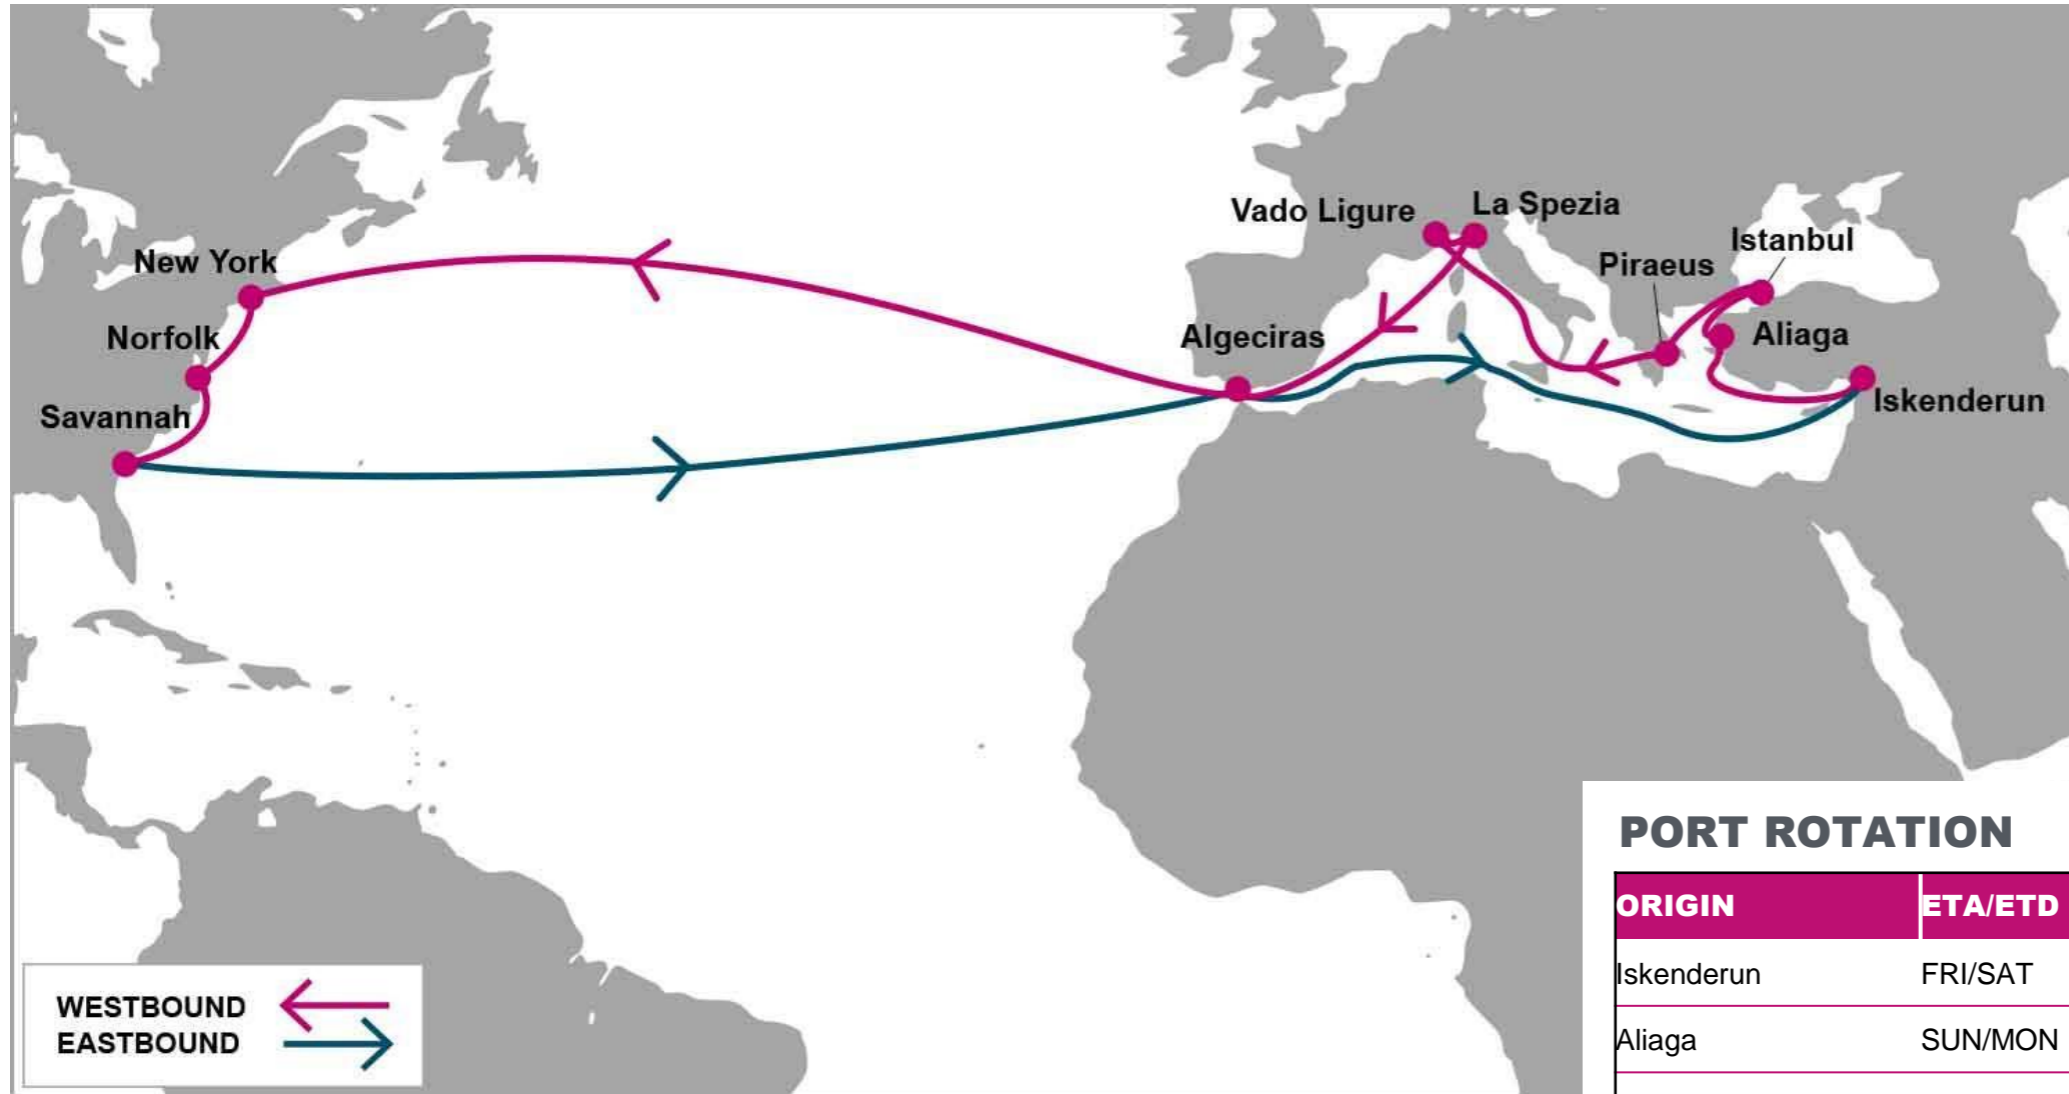 Vado Ligure
La Spezia
Istanbul
Piraeus
New York
Norfolk
Algeciras
Aliaga
Savannah
Iskenderun
PORT ROTATION
ORIGIN ETA/ETD
Iskenderun FRI/SAT
Aliaga SUN/MON
WESTBOUND
EASTBOUND